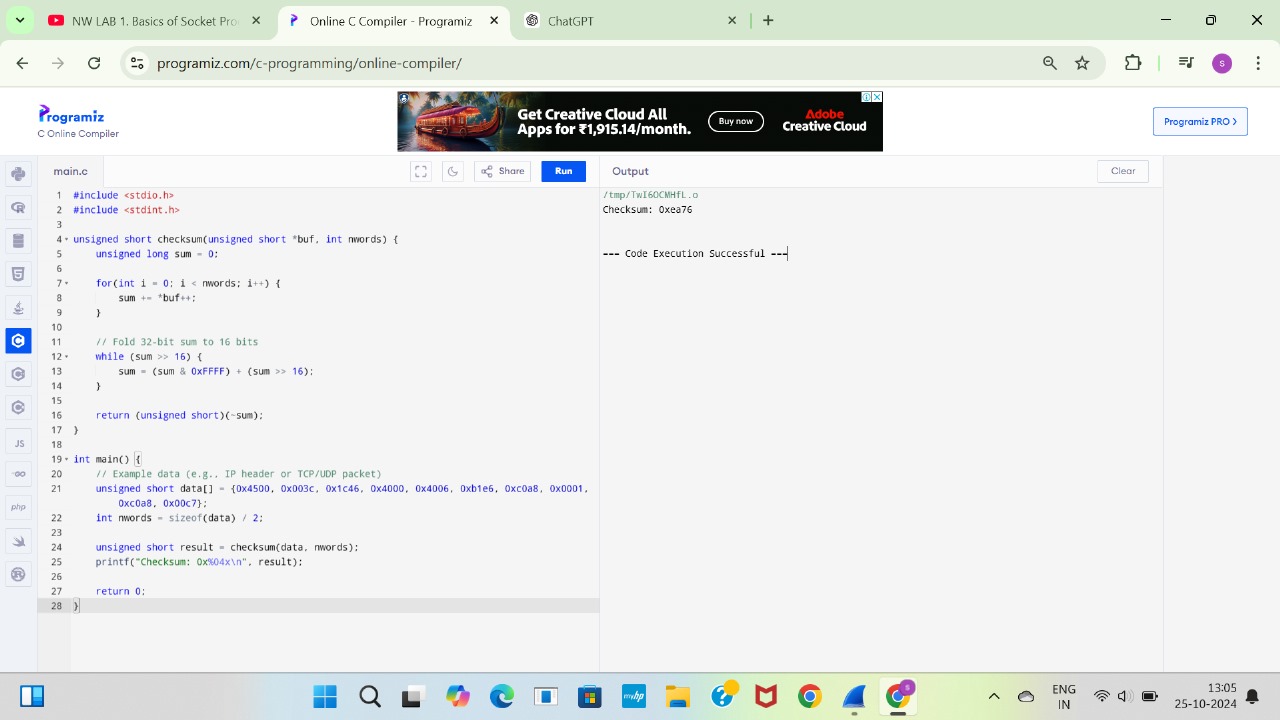 NW LAB 1. Basics of Socket Pro
Online C Compiler - Programiz
ChatGPT
programiz.com/c-programming/online-compiler/
s
Programiz
C Online Compiler
Get Creative Cloud All
Apps for ₹1,915.14/month.
Buy now
Adobe
Creative Cloud
Programiz PRO
main.c
Share
Run
Output
Clear
1 #include <stdio.h>
2 #include <stdint.h>
3
4 unsigned short checksum(unsigned short *buf, int nwords) {
5 unsigned long sum = 0;
6
7 for(int i = 0; i < nwords; i++) {
8 sum += *buf++;
9 }
10
11 // Fold 32-bit sum to 16 bits
12 while (sum >> 16) {
13 sum = (sum & 0xFFFF) + (sum >> 16);
14 }
15
16 return (unsigned short)(~sum);
17 }
18
19 int main() {
20 // Example data (e.g., IP header or TCP/UDP packet)
21 unsigned short data[] = {0x4500, 0x003c, 0x1c46, 0x4000, 0x4006, 0xb1e6, 0xc0a8, 0x0001,
0xc0a8, 0x00c7};
22 int nwords = sizeof(data) / 2;
23
24 unsigned short result = checksum(data, nwords);
25 printf("Checksum: 0x%04x\n", result);
26
27 return 0;
28 }
/tmp/TwI6OCMHfL.o
Checksum: 0xea76
--- Code Execution Successful ---
JS
GO
php
myhp
s
ENG
IN
13:05
25-10-2024